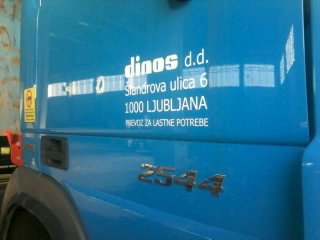 dinos d.d.
Šlandrova ulica 6
1000 LJUBLJANA
PREVOZ ZA LASTNE POTREBE
2544